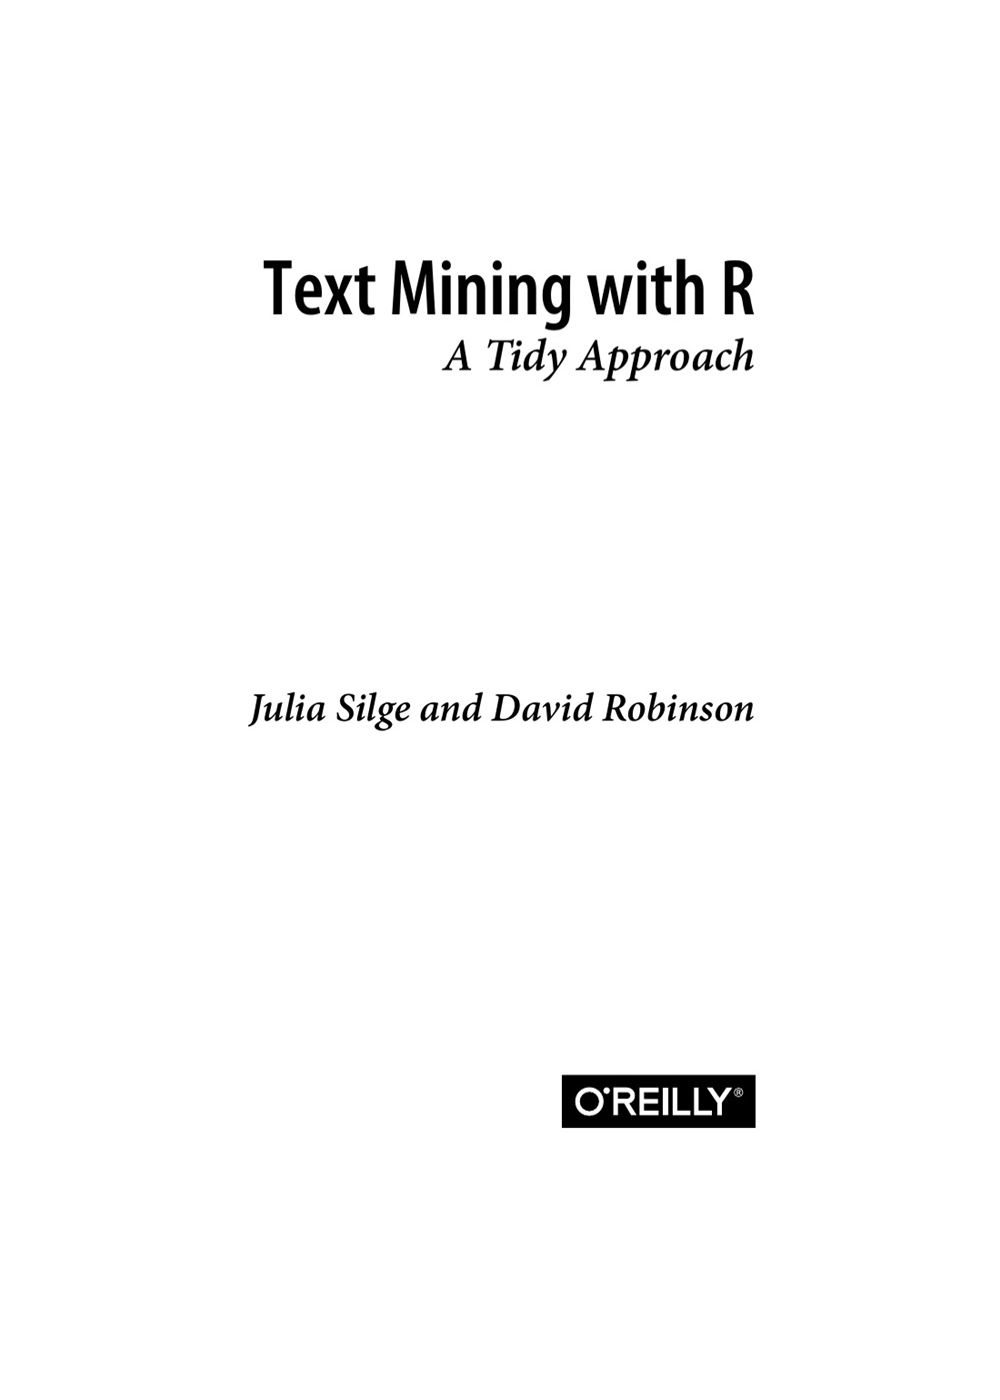 Text Mining with R
A Tidy Approach
Julia Silge and David Robinson
O'REILLY®